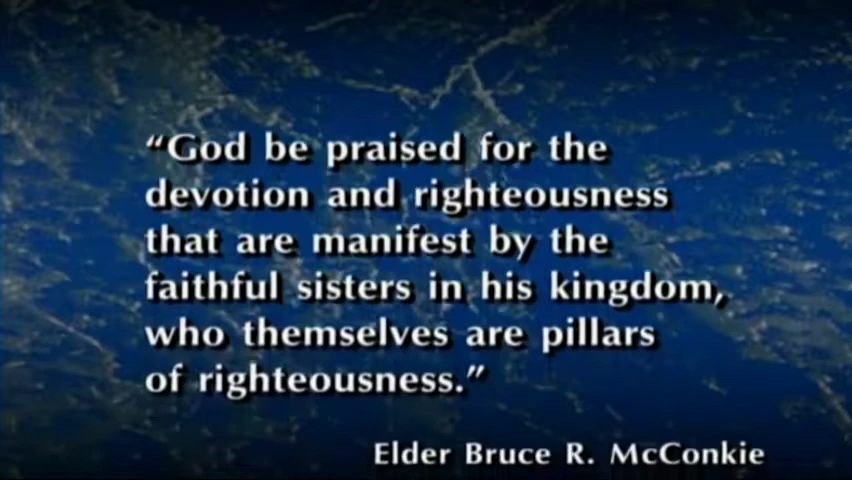 “God be praised for the
devotion and righteousness
that are manifest by the
faithful sisters in his kingdom,
who themselves are pillars
of righteousness.”
Elder Bruce R. McConkie